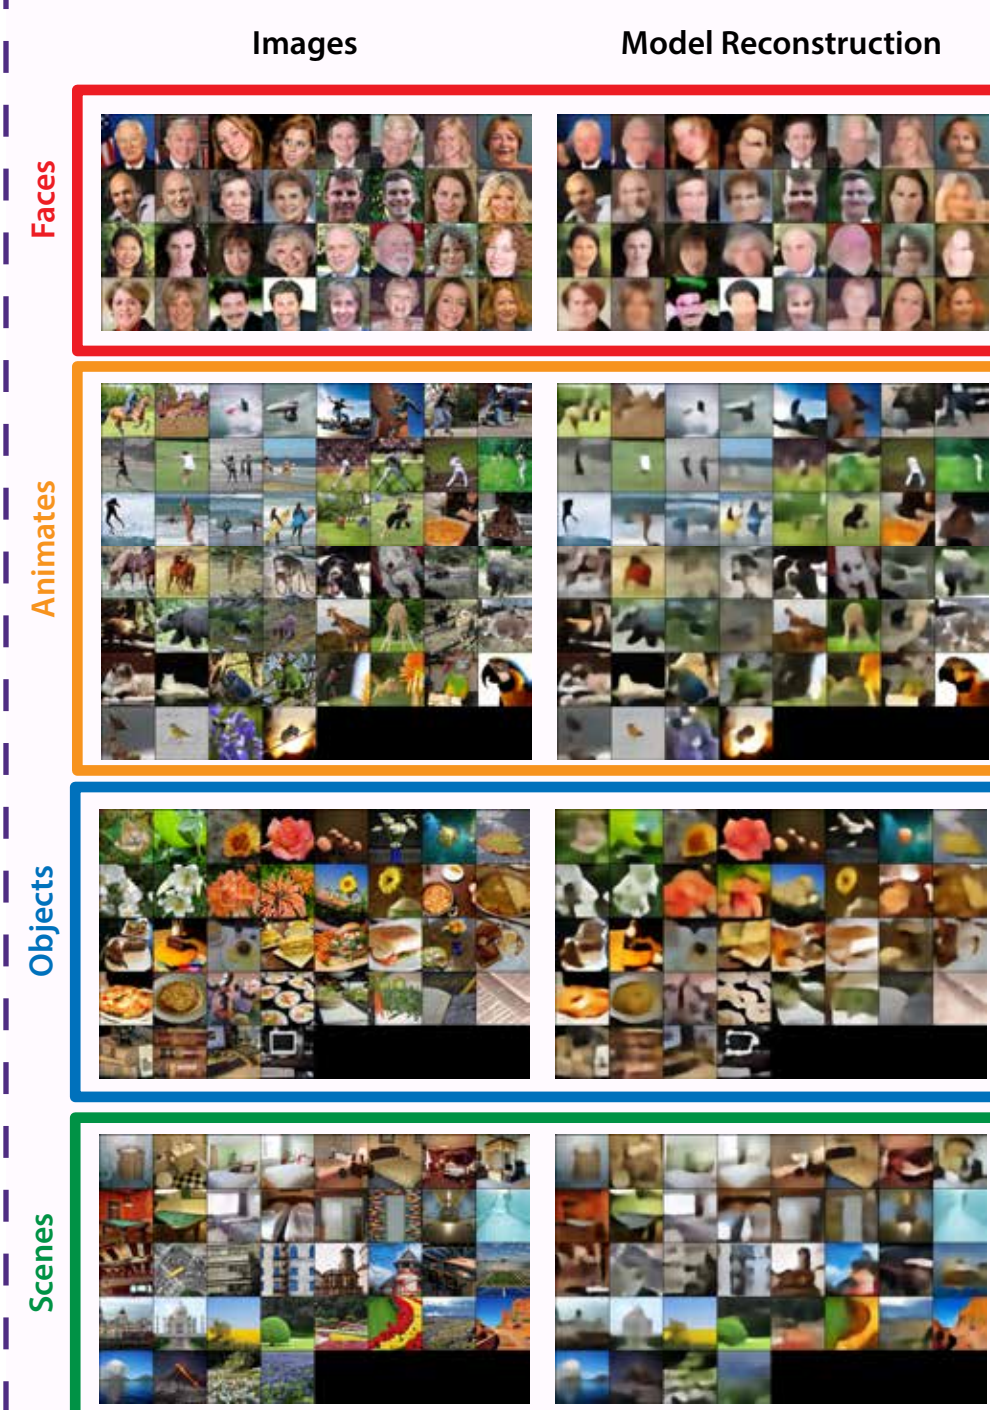 Images
Model Reconstruction
Faces
Animates
Objects
Scenes